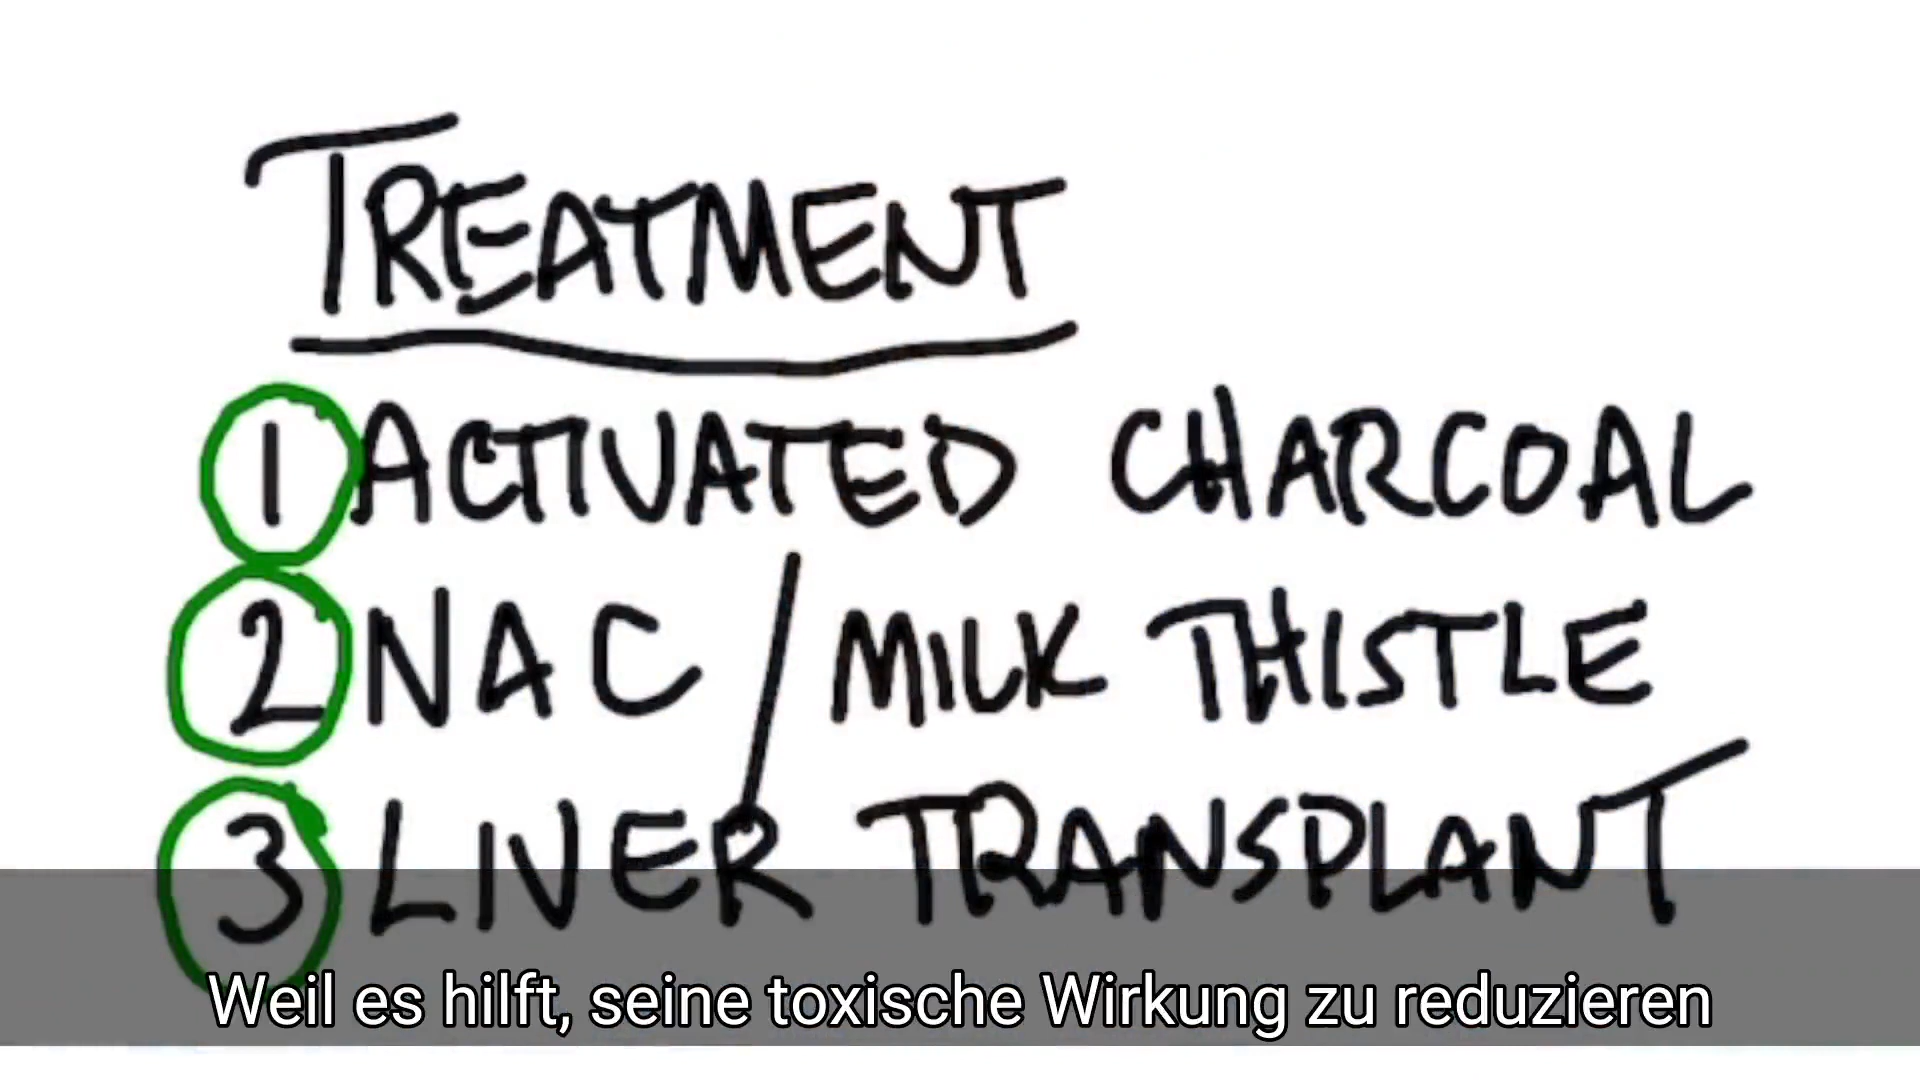 TREATMENT
1 ACTIVATED CHARCOAL
2 NAC / MILK THISTLE
3 LIVER TRANSPLANT
Weil es hilft, seine toxische Wirkung zu reduzieren